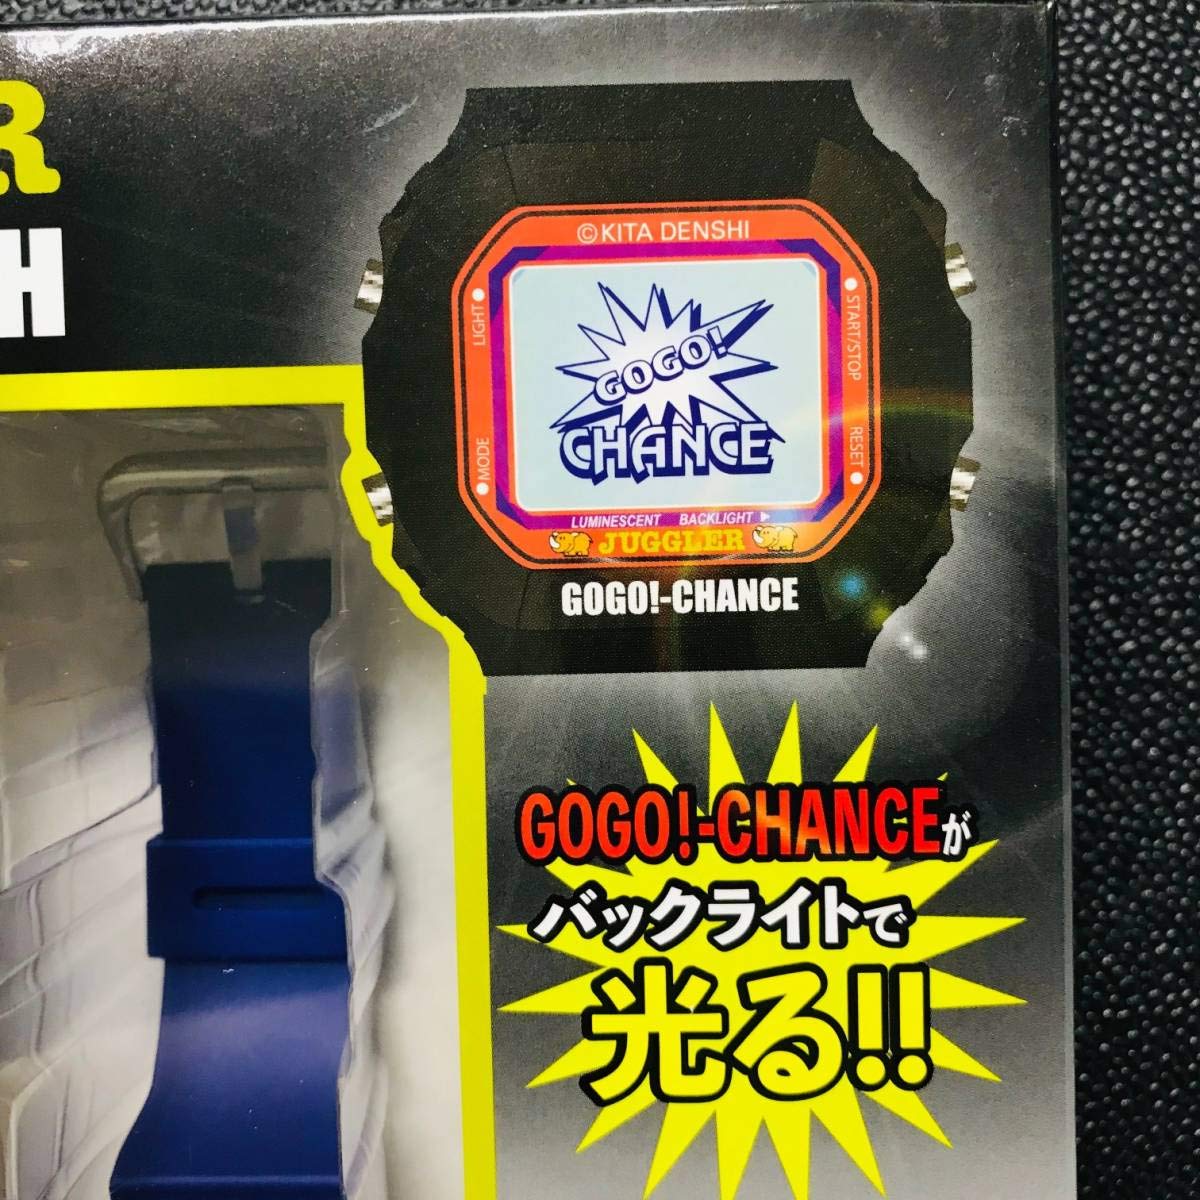 R
H
©KITA DENSHI
LIGHT
START/STOP
GOGO!
CHANCE
MODE
RESET
LUMINESCENT BACKLIGHT
JUGGLER
GOGO!-CHANCE
GOGO!-CHANCEが
バックライトで
光る!!